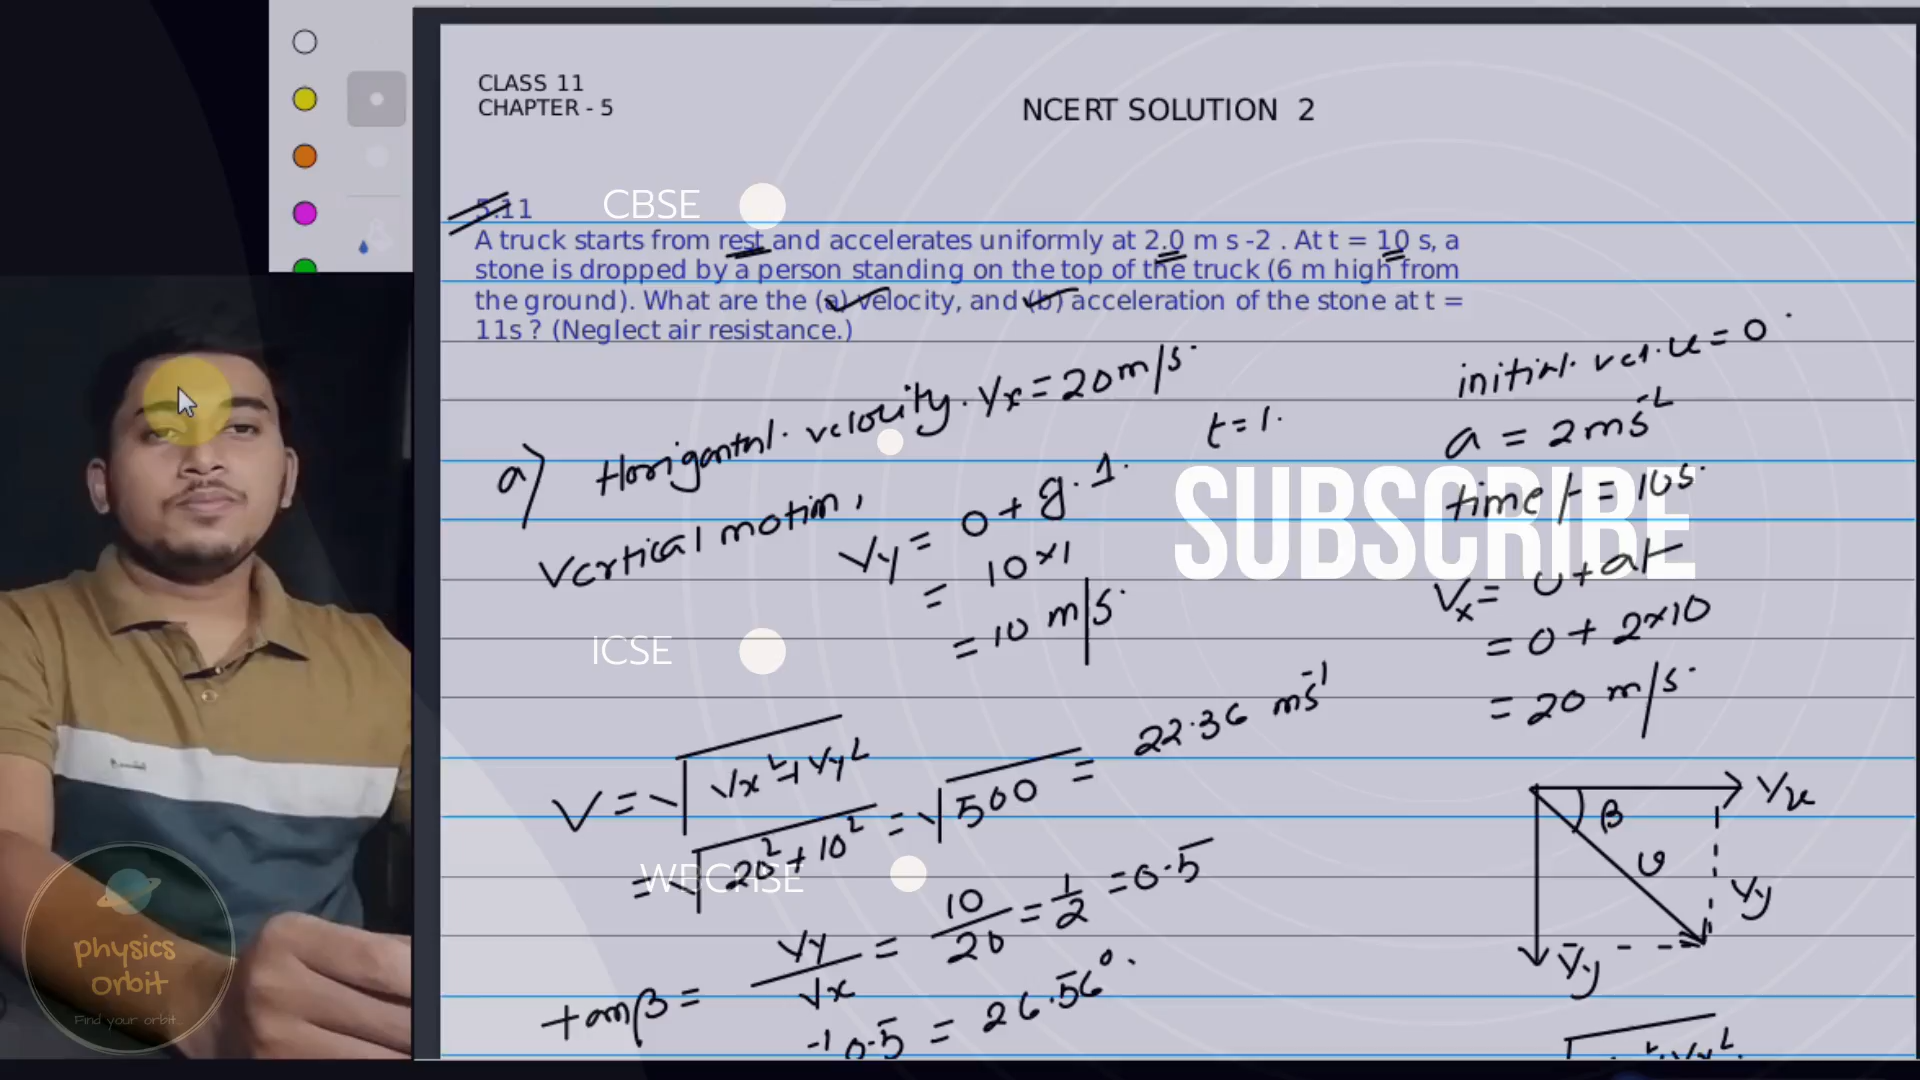 CLASS 11
CHAPTER - 5
NCERT SOLUTION 2
CBSE
5.11
A truck starts from rest and accelerates uniformly at 2.0 m s -2 . At t = 10 s, a
stone is dropped by a person standing on the top of the truck (6 m high from
the ground). What are the (a) velocity, and (b) acceleration of the stone at t =
11s ? (Neglect air resistance.)
initial. vel. u = 0
a) Horigontal. velocity. Vx = 20 m/s.
t = 1.
a = 2 ms-2
time t = 10s.
SUBSCRIBE
Vertical motion,
Vy = 0 + g.1.
= 10×1
= 10 m/s.
Vx = 0 + at
= 0 + 2×10
= 20 m/s.
ICSE
V = √Vx²+Vy²
= √20²+10² = √500 = 22.36 ms-1
WBCHSE
tanβ = Vy/Vx = 10/20 = 1/2 = 0.5
-1 0.5 = 26.56°.
Vx
β
υ
Vy
Vy
physics
orbit
Find your orbit..